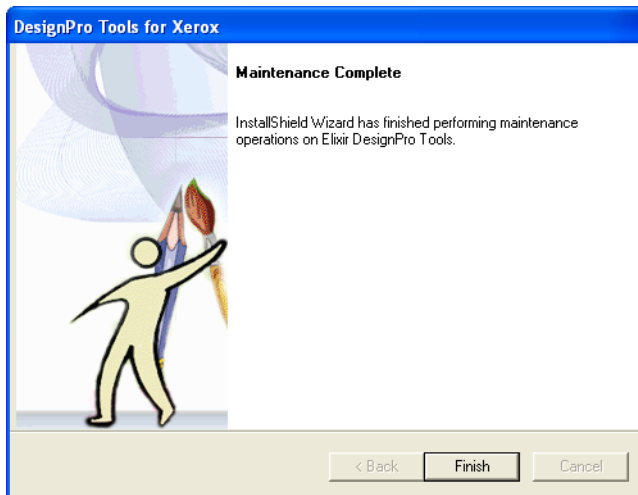 DesignPro Tools for Xerox
Maintenance Complete
InstallShield Wizard has finished performing maintenance
operations on Elixir DesignPro Tools.
< Back
Finish
Cancel